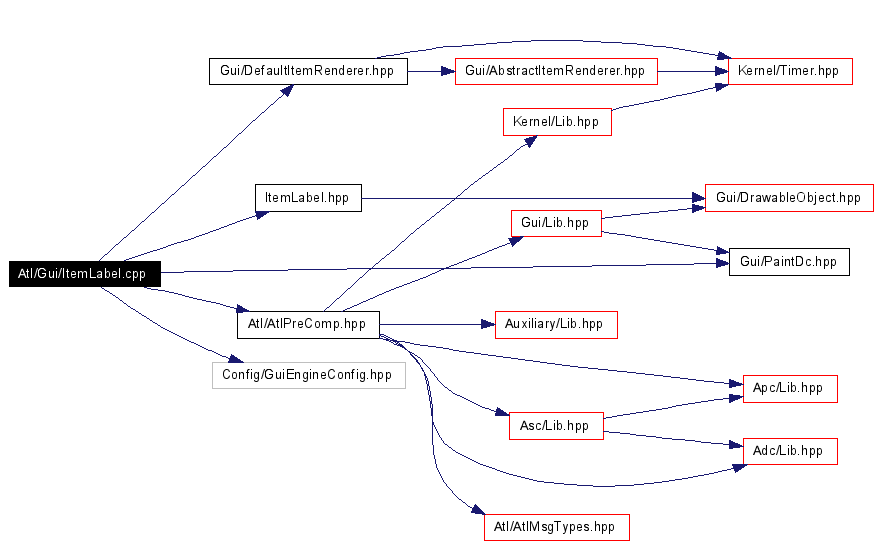 Gui/DefaultItemRenderer.hpp
Gui/AbstractItemRenderer.hpp
Kernel/Timer.hpp
Kernel/Lib.hpp
ItemLabel.hpp
Gui/DrawableObject.hpp
Gui/Lib.hpp
Gui/PaintDc.hpp
Atl/Gui/ItemLabel.cpp
Atl/AtlPreComp.hpp
Auxiliary/Lib.hpp
Config/GuiEngineConfig.hpp
Apc/Lib.hpp
Asc/Lib.hpp
Adc/Lib.hpp
Atl/AtlMsgTypes.hpp